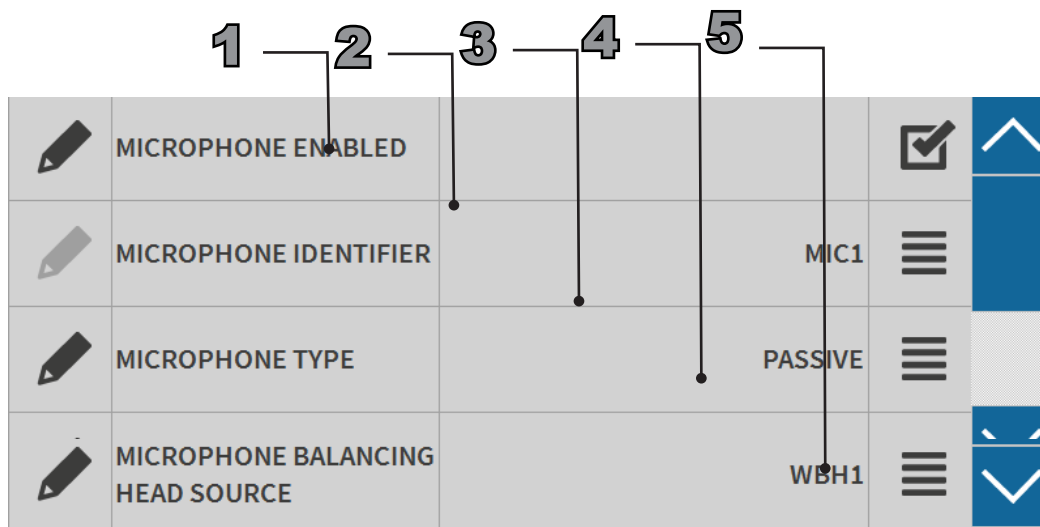 1 2 3 4 5
MICROPHONE ENABLED
MICROPHONE IDENTIFIER MIC1
MICROPHONE TYPE PASSIVE
MICROPHONE BALANCING
HEAD SOURCE WBH1